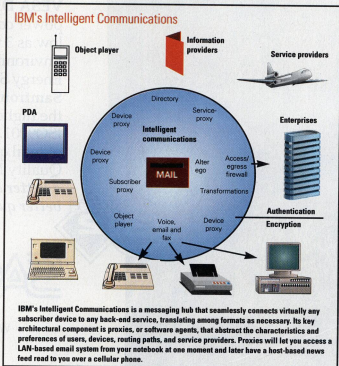 IBM's Intelligent Communications
Object player
Information
providers
Service providers
PDA
Directory
Service-
proxy
Device
proxy
Intelligent
communications
Enterprises
Device
proxy
MAIL
Alter
ego
Access/
egress
firewall
Subscriber
proxy
Transformations
Object
player
Voice,
email and
fax
Device
proxy
Authentication
Encryption
IBM's Intelligent Communications is a messaging hub that seamlessly connects virtually any
subscriber device to any back-end service, translating among formats as necessary. Its key
architectural component is proxies, or software agents, that abstract the characteristics and
preferences of users, devices, routing paths, and service providers. Proxies will let you access a
LAN-based email system from your notebook at one moment and later have a host-based news
feed read to you over a cellular phone.